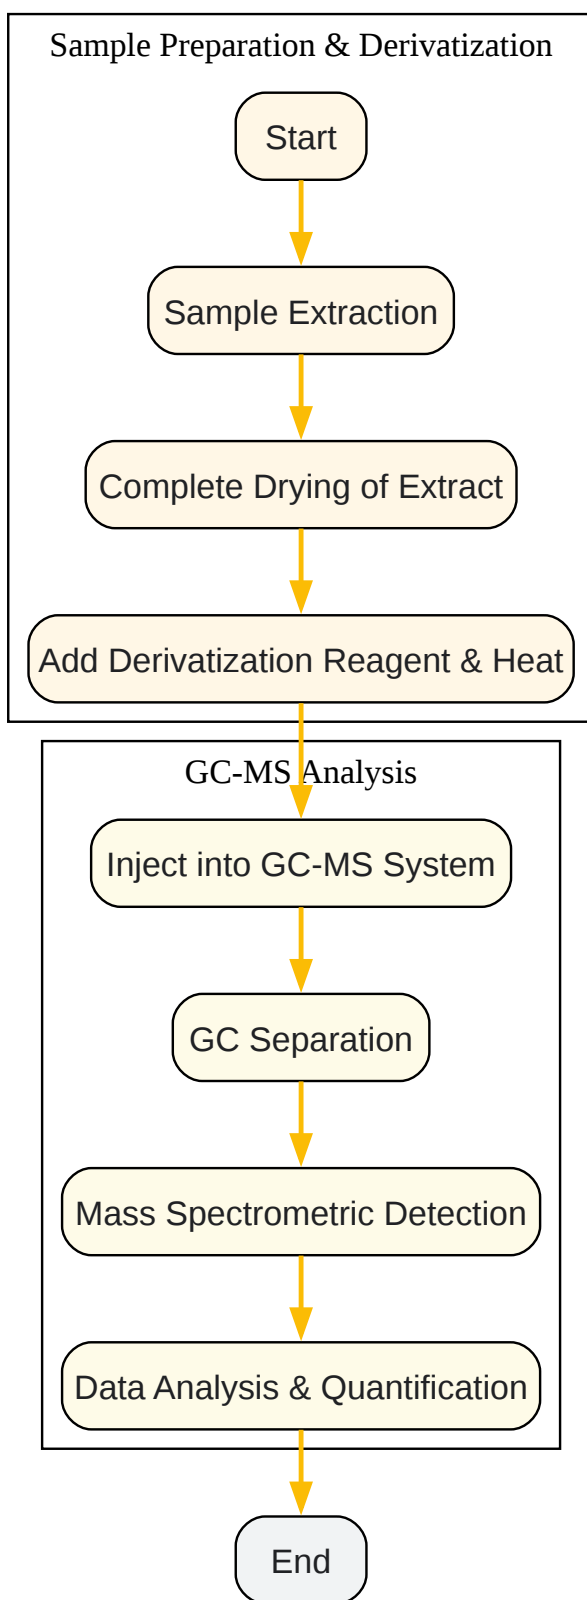 Sample Preparation & Derivatization
Start
Sample Extraction
Complete Drying of Extract
Add Derivatization Reagent & Heat
GC-MS Analysis
Inject into GC-MS System
GC Separation
Mass Spectrometric Detection
Data Analysis & Quantification
End